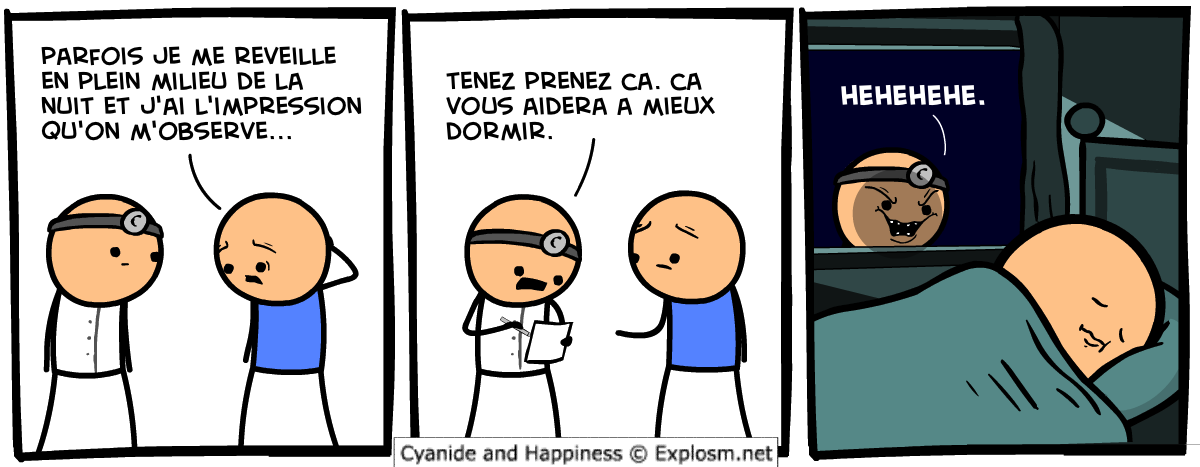 PARFOIS JE ME REVEILLE
EN PLEIN MILIEU DE LA
NUIT ET J'AI L'IMPRESSION
QU'ON M'OBSERVE...
TENEZ PRENEZ CA. CA
VOUS AIDERA A MIEUX
DORMIR.
HEHEHEHE.
Cyanide and Happiness © Explosm.net